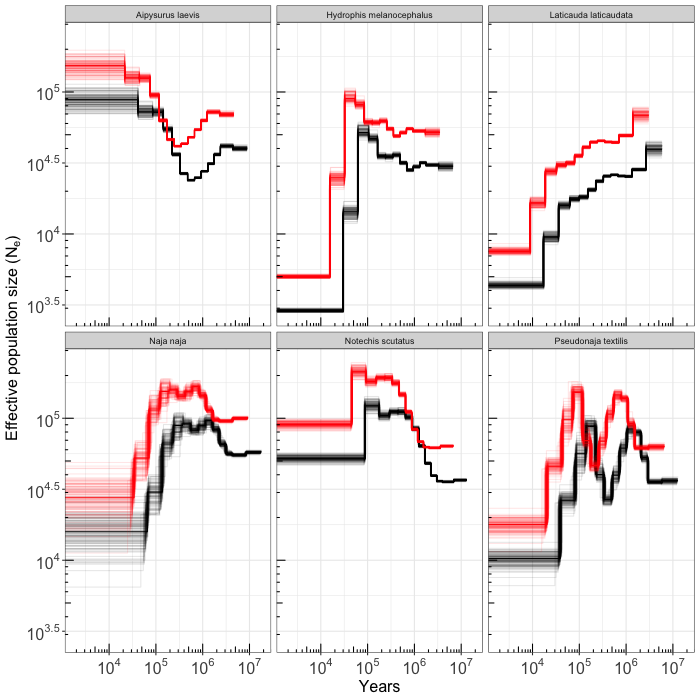 Aipysurus laevis Hydrophis melanocephalus Laticauda laticaudata
10^5
10^4.5
10^4
10^3.5
Naja naja Notechis scutatus Pseudonaja textilis
10^5
10^4.5
10^4
10^3.5
10^4 10^5 10^6 10^7 10^4 10^5 10^6 10^7 10^4 10^5 10^6 10^7
Years
Effective population size (Ne)